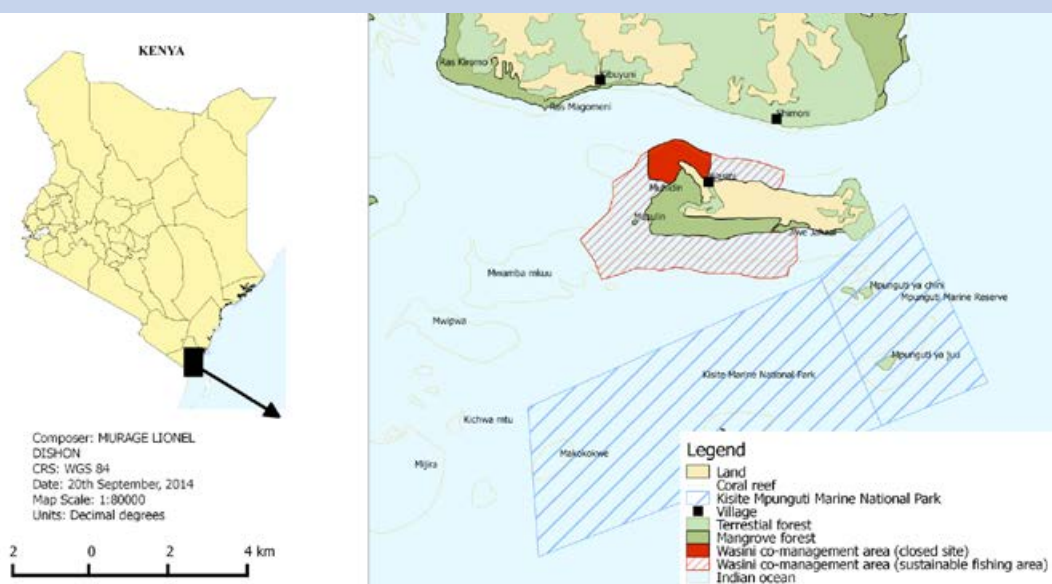 KENYA
Composer: MURAGE LIONEL
DISHON
CRS: WGS 84
Date: 20th September, 2014
Map Scale: 1:80000
Units: Decimal degrees
2 0 2 4 km
Ras
Kibuyuni
Ras Magomeni
Shimoni
Mwamba mkuu
Mwipwa
Mpunguti ya chini
Mpunguti Marine Reserve
Mpunguti ya juu
Kisite Marine National Park
Kichwa mtu
Mijira
Makokokwe
Legend
Land
Coral reef
Kisite Mpunguti Marine National Park
Village
Terrestial forest
Mangrove forest
Wasini co-management area (closed site)
Wasini co-management area (sustainable fishing area)
Indian ocean